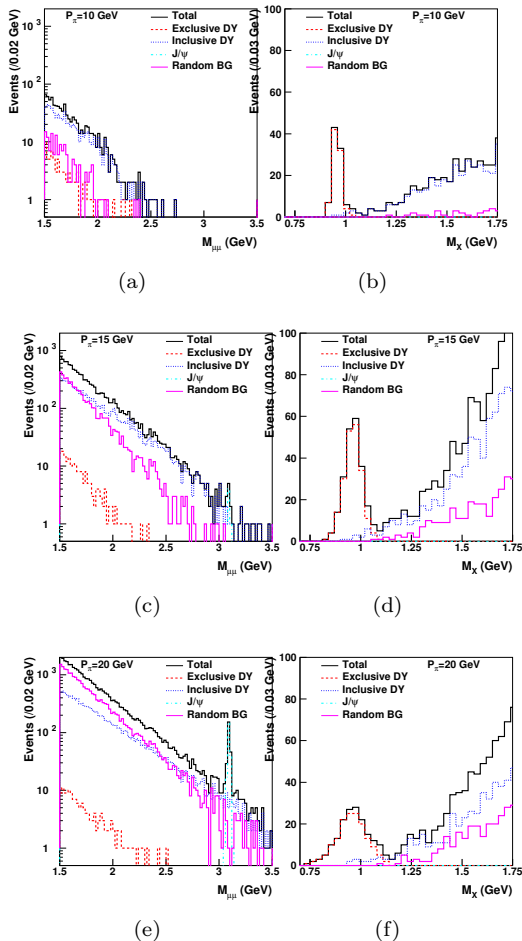 P_π=10 GeV
Total
Exclusive DY
Inclusive DY
J/ψ
Random BG
Events (/0.02 GeV)
10²
10
1
1.5 2 2.5 3 3.5
M_μμ (GeV)
(a)
P_π=10 GeV
Total
Exclusive DY
Inclusive DY
J/ψ
Random BG
Events (/0.03 GeV)
100
80
60
40
20
0
0.75 1 1.25 1.5 1.75
M_X (GeV)
(b)
P_π=15 GeV
Total
Exclusive DY
Inclusive DY
J/ψ
Random BG
Events (/0.02 GeV)
10³
10²
10
1
1.5 2 2.5 3 3.5
M_μμ (GeV)
(c)
P_π=15 GeV
Total
Exclusive DY
Inclusive DY
J/ψ
Random BG
Events (/0.03 GeV)
100
80
60
40
20
0
0.75 1 1.25 1.5 1.75
M_X (GeV)
(d)
P_π=20 GeV
Total
Exclusive DY
Inclusive DY
J/ψ
Random BG
Events (/0.02 GeV)
10³
10²
10
1
1.5 2 2.5 3 3.5
M_μμ (GeV)
(e)
P_π=20 GeV
Total
Exclusive DY
Inclusive DY
J/ψ
Random BG
Events (/0.03 GeV)
100
80
60
40
20
0
0.75 1 1.25 1.5 1.75
M_X (GeV)
(f)